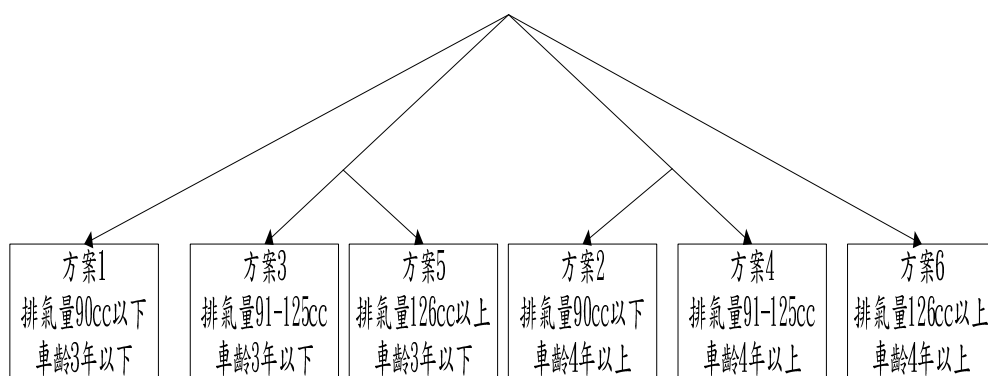 方案1
排氣量90cc以下
車齡3年以下
方案3
排氣量91-125cc
車齡3年以下
方案5
排氣量126cc以上
車齡3年以下
方案2
排氣量90cc以下
車齡4年以上
方案4
排氣量91-125cc
車齡4年以上
方案6
排氣量126cc以上
車齡4年以上